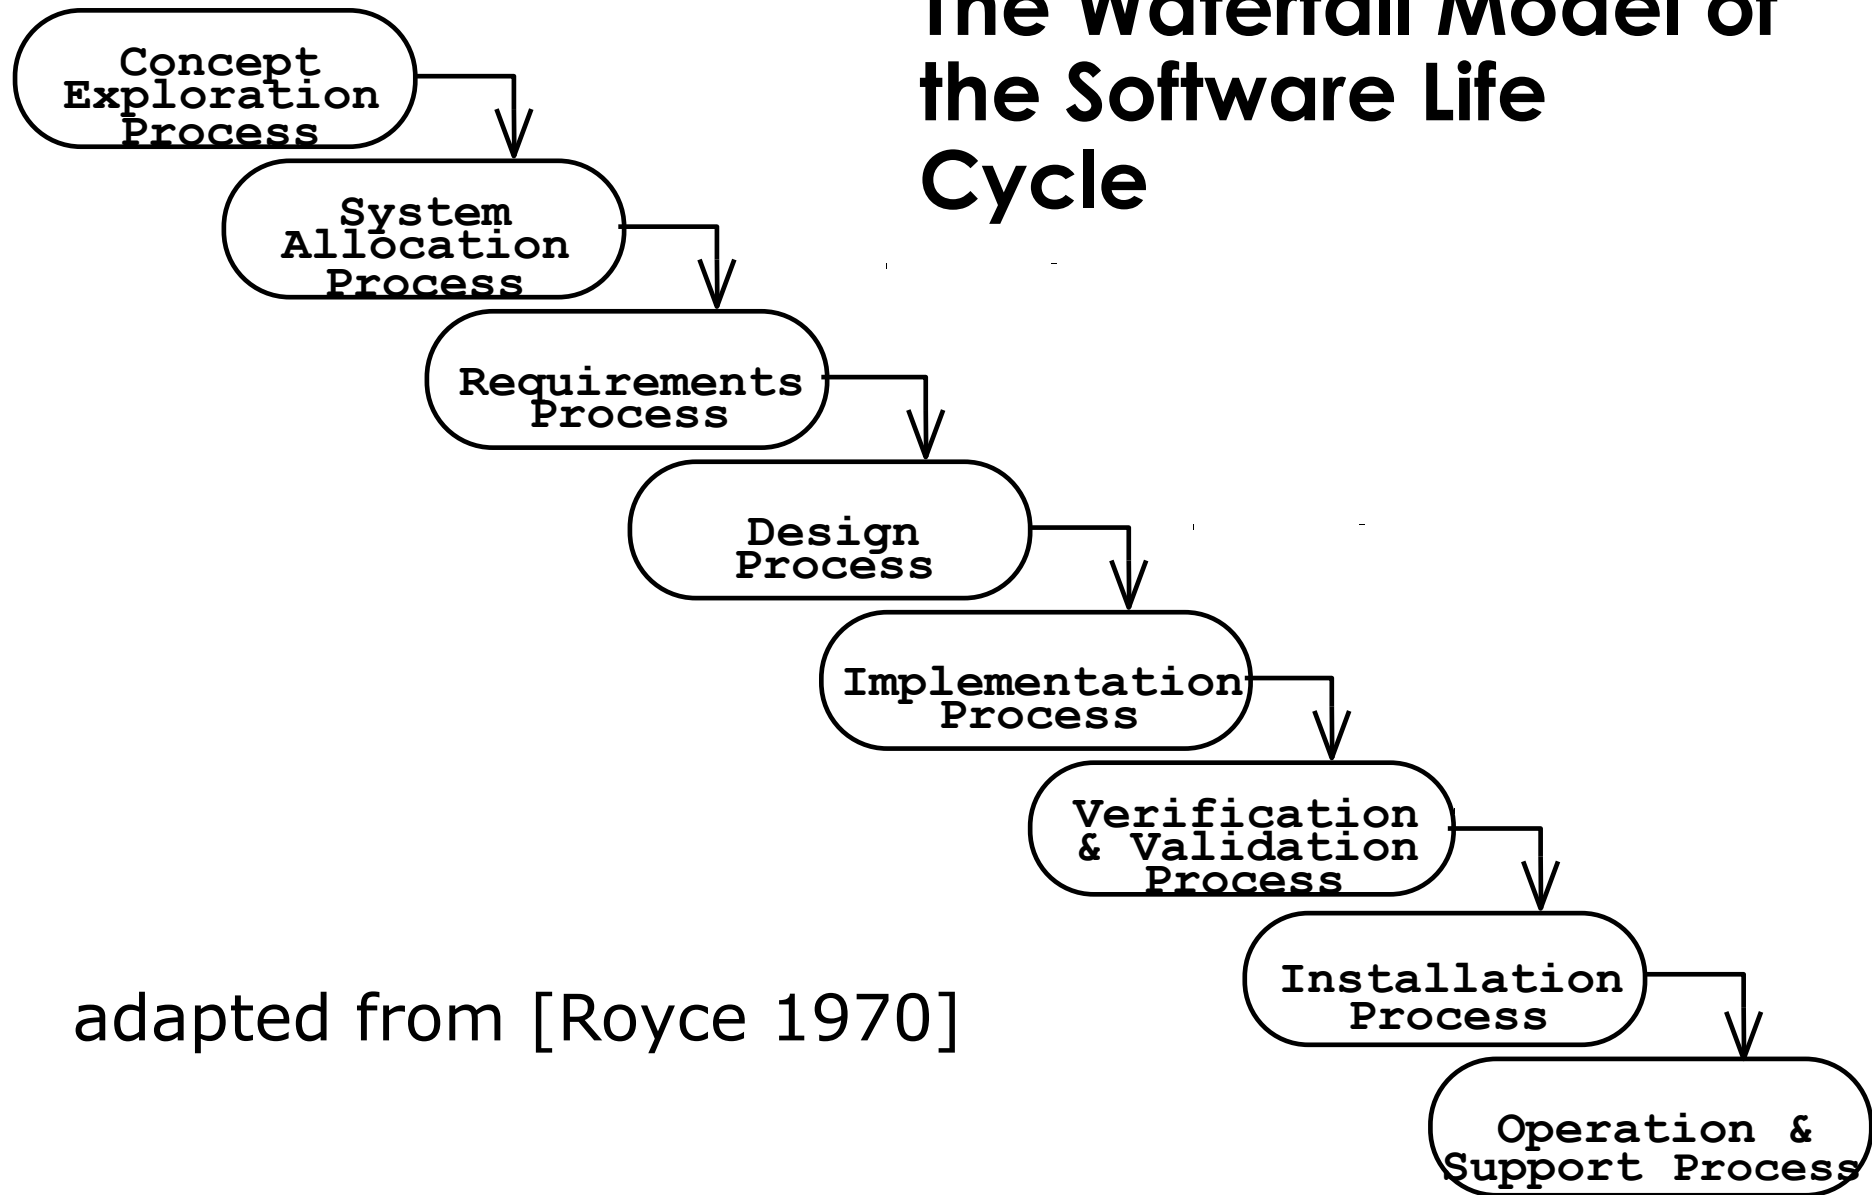 The Waterfall Model of
the Software Life
Cycle
Concept
Exploration
Process
System
Allocation
Process
Requirements
Process
Design
Process
Implementation
Process
Verification
& Validation
Process
Installation
Process
Operation &
Support Process
adapted from [Royce 1970]